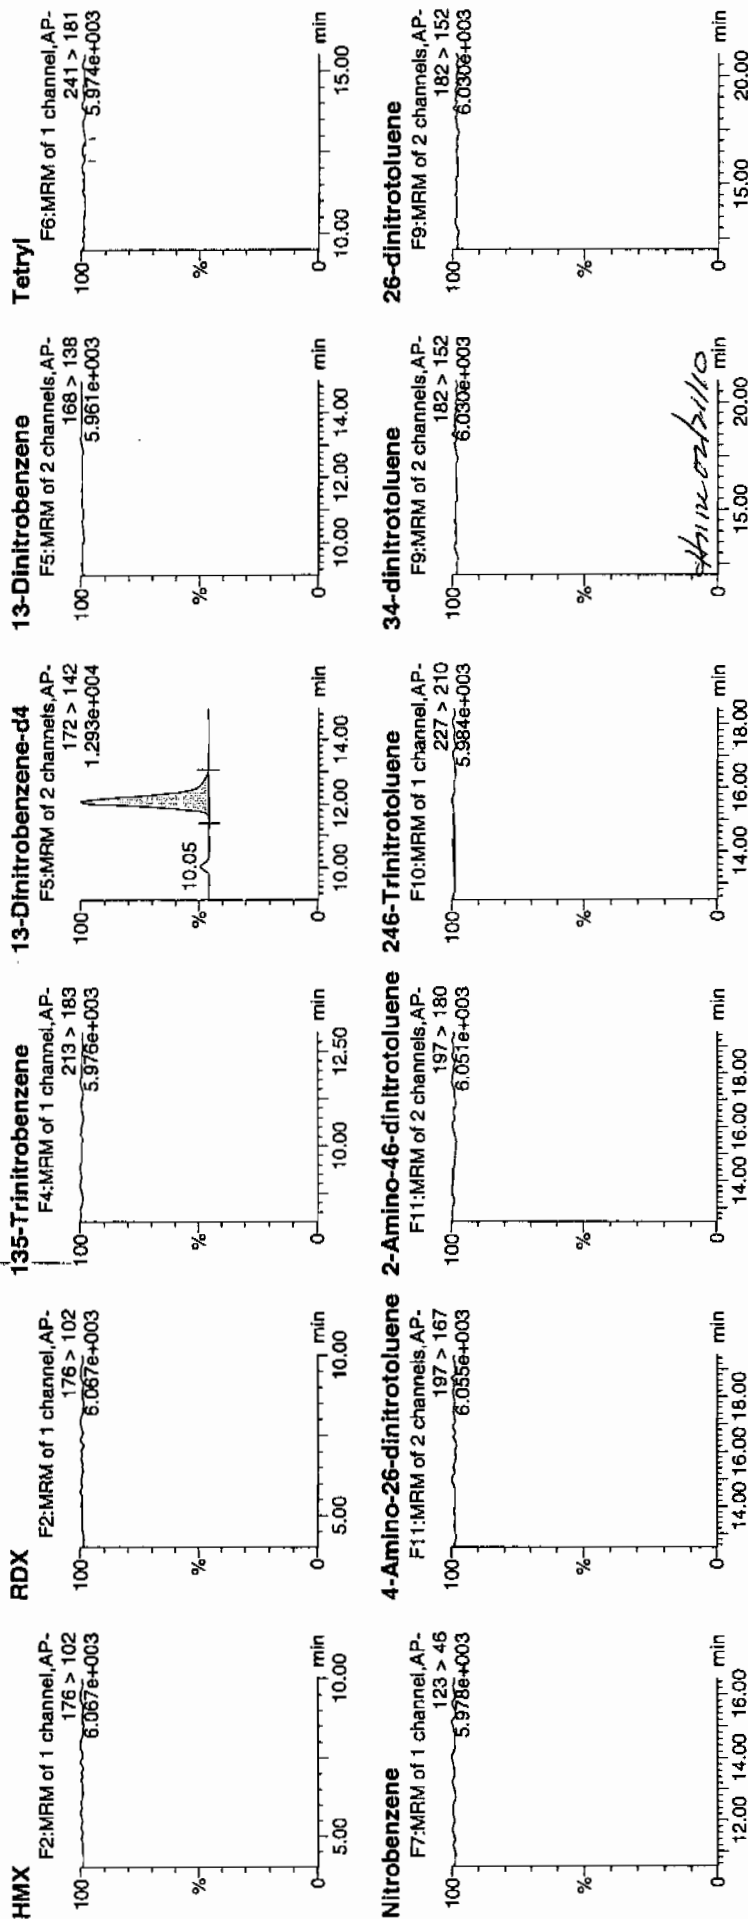 HMX
F2:MRM of 1 channel,AP-
176 > 102
6.067e+003
100
%
0
5.00
10.00
min
RDX
F2:MRM of 1 channel,AP-
176 > 102
6.067e+003
100
%
0
5.00
10.00
min
135-Trinitrobenzene
F4:MRM of 1 channel,AP-
213 > 183
5.976e+003
100
%
0
10.00
12.50
min
13-Dinitrobenzene-d4
F5:MRM of 2 channels,AP-
172 > 142
1.293e+004
100
%
10.05
0
10.00
12.00
14.00
min
13-Dinitrobenzene
F5:MRM of 2 channels,AP-
168 > 138
5.961e+003
100
%
0
10.00
12.00
14.00
min
Tetryl
F6:MRM of 1 channel,AP-
241 > 181
5.974e+003
100
%
0
10.00
15.00
min
Nitrobenzene
F7:MRM of 1 channel,AP-
123 > 46
5.978e+003
100
%
0
12.00
14.00
16.00
min
4-Amino-26-dinitrotoluene
F11:MRM of 2 channels,AP-
197 > 167
6.055e+003
100
%
0
14.00
16.00
18.00
min
2-Amino-46-dinitrotoluene
F11:MRM of 2 channels,AP-
197 > 180
6.051e+003
100
%
0
14.00
16.00
18.00
min
246-Trinitrotoluene
F10:MRM of 1 channel,AP-
227 > 210
5.984e+003
100
%
0
14.00
16.00
18.00
min
34-dinitrotoluene
F9:MRM of 2 channels,AP-
182 > 152
6.030e+003
100
%
0
15.00
20.00
min
26-dinitrotoluene
F9:MRM of 2 channels,AP-
182 > 152
6.030e+003
100
%
0
15.00
20.00
min